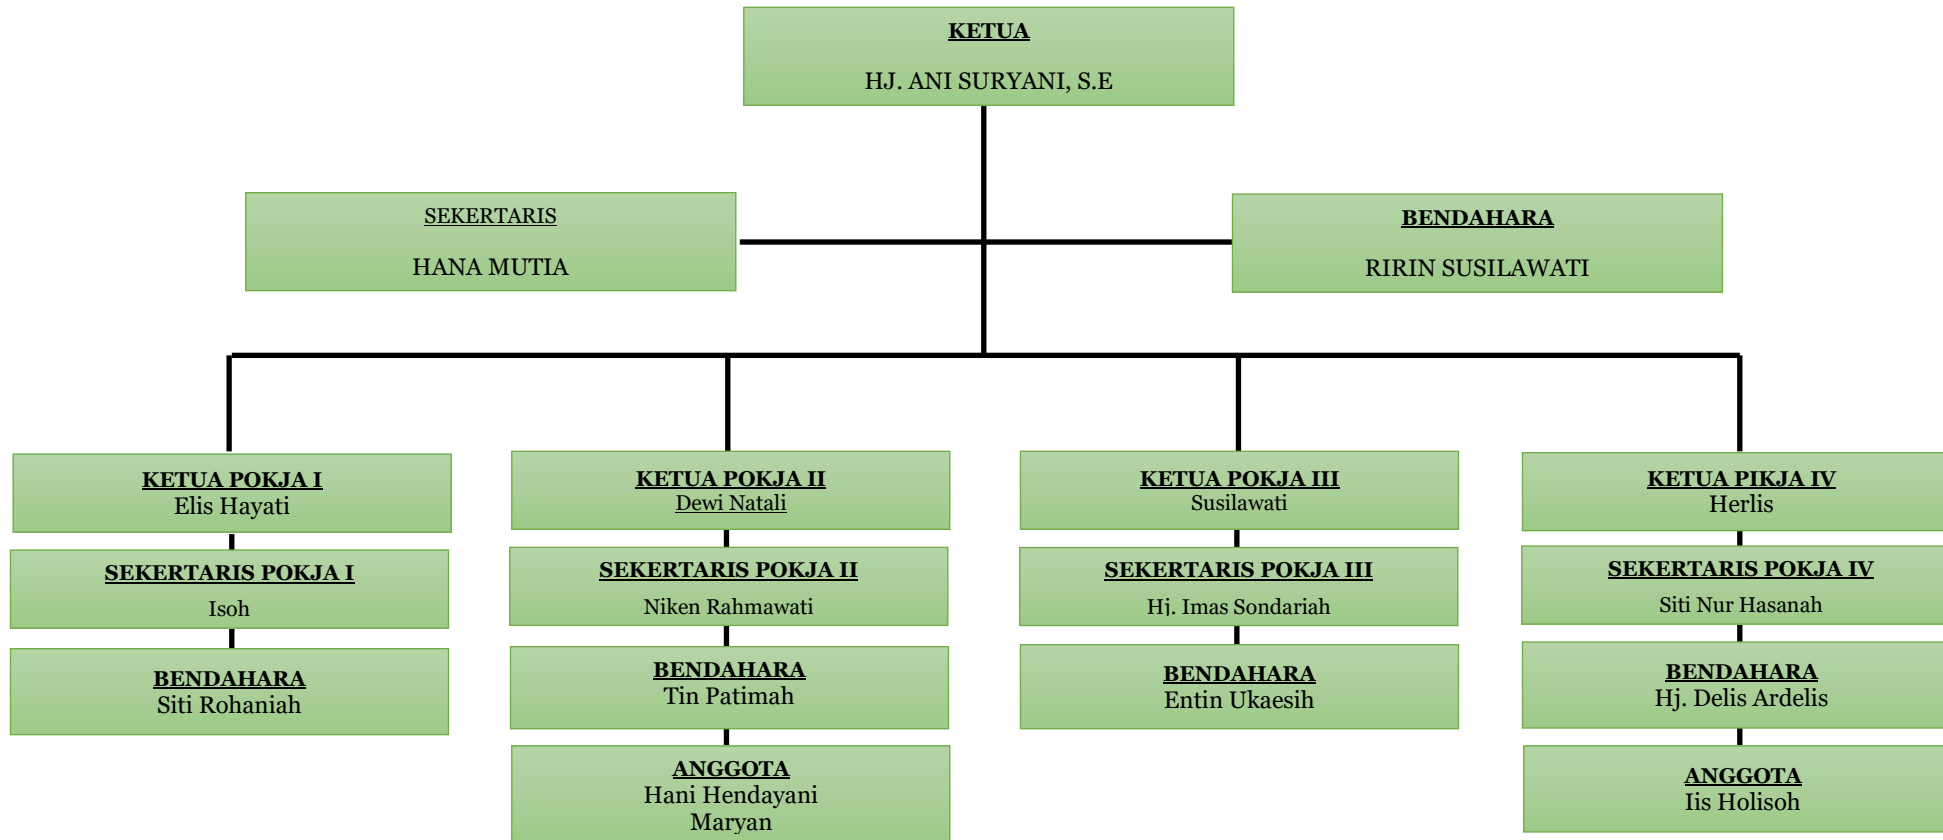 KETUA
HJ. ANI SURYANI, S.E
SEKERTARIS
HANA MUTIA
BENDAHARA
RIRIN SUSILAWATI
KETUA POKJA I
Elis Hayati
SEKERTARIS POKJA I
Isoh
BENDAHARA
Siti Rohaniah
KETUA POKJA II
Dewi Natali
SEKERTARIS POKJA II
Niken Rahmawati
BENDAHARA
Tin Patimah
ANGGOTA
Hani Hendayani
Maryan
KETUA POKJA III
Susilawati
SEKERTARIS POKJA III
Hj. Imas Sondariah
BENDAHARA
Entin Ukaesih
KETUA PIKJA IV
Herlis
SEKERTARIS POKJA IV
Siti Nur Hasanah
BENDAHARA
Hj. Delis Ardelis
ANGGOTA
Iis Holisoh